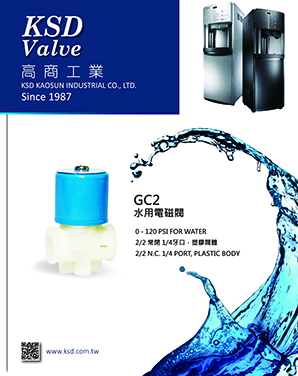 KSD
Valve
高商工業
KSD KAOSUN INDUSTRIAL CO., LTD.
Since 1987
GC2
水用電磁閥
0 - 120 PSI FOR WATER
2/2 常閉 1/4牙口，塑膠閥體
2/2 N.C. 1/4 PORT, PLASTIC BODY
www.ksd.com.tw